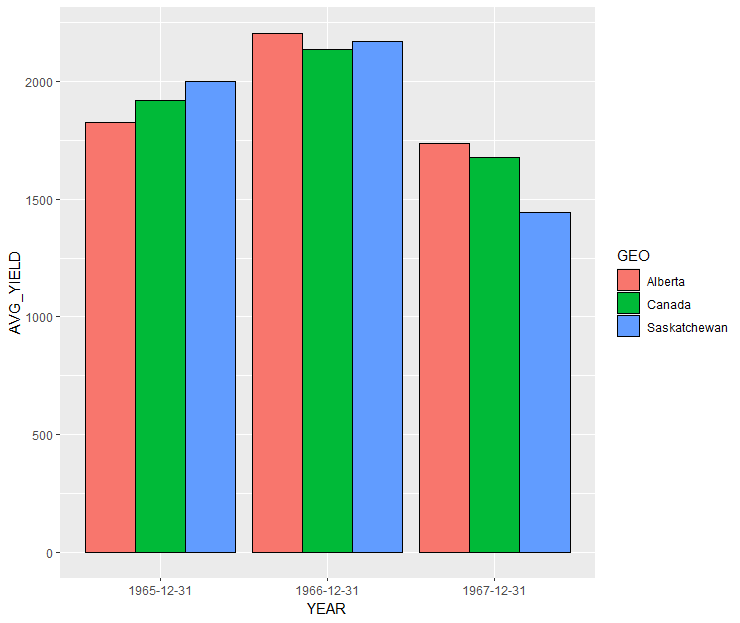 2000
1500
1000
500
0
AVG_YIELD
1965-12-31 1966-12-31 1967-12-31
YEAR
GEO
Alberta
Canada
Saskatchewan